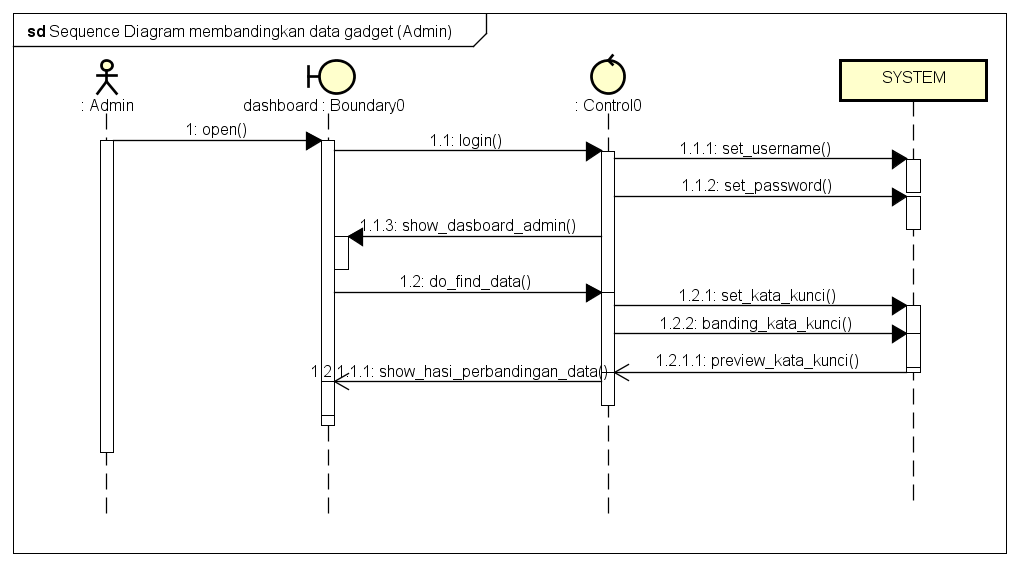 sd Sequence Diagram membandingkan data gadget (Admin)
: Admin
dashboard : Boundary0
: Control0
SYSTEM
1: open()
1.1: login()
1.1.1: set_username()
1.1.2: set_password()
1.1.3: show_dasboard_admin()
1.2: do_find_data()
1.2.1: set_kata_kunci()
1.2.2: banding_kata_kunci()
1.2.1.1: preview_kata_kunci()
1.2.1.1.1: show_hasi_perbandingan_data()